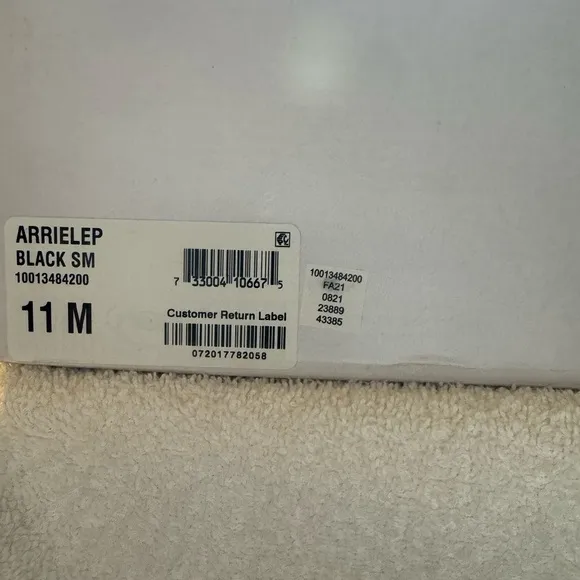 ARRIELEP
BLACK SM
10013484200
11 M
7 33004 10667 5
Customer Return Label
072017782058
10013484200
FA21
0821
23889
43385